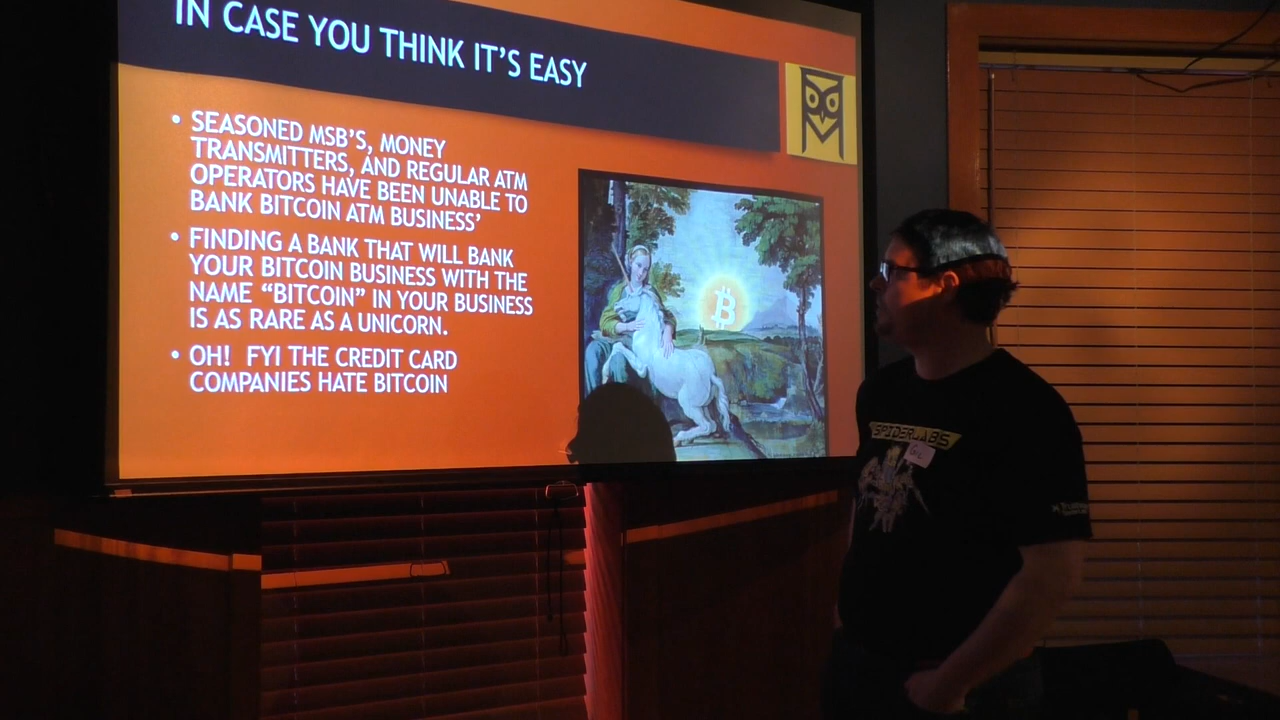 IN CASE YOU THINK IT'S EASY
• SEASONED MSB'S, MONEY
TRANSMITTERS, AND REGULAR ATM
OPERATORS HAVE BEEN UNABLE TO
BANK BITCOIN ATM BUSINESS'
• FINDING A BANK THAT WILL BANK
YOUR BITCOIN BUSINESS WITH THE
NAME “BITCOIN” IN YOUR BUSINESS
IS AS RARE AS A UNICORN.
• OH! FYI THE CREDIT CARD
COMPANIES HATE BITCOIN
SPIDERLABS